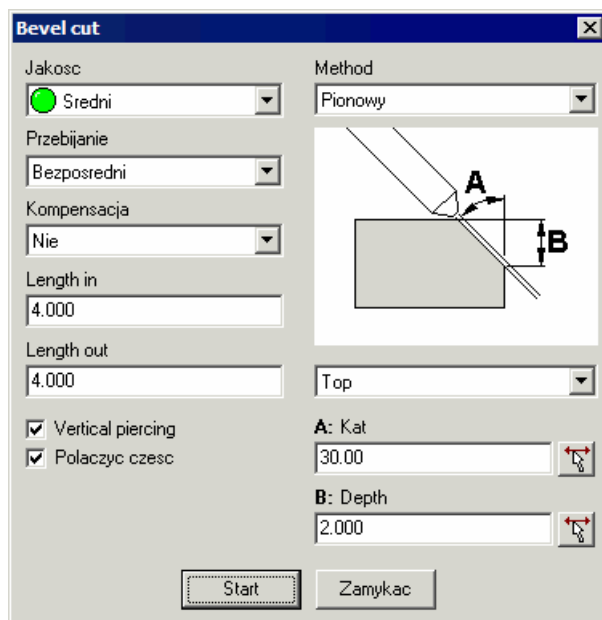 Bevel cut
Jakosc
Sredni
Przebijanie
Bezposredni
Kompensacja
Nie
Length in
4.000
Length out
4.000
Vertical piercing
Polaczyc czesc
Method
Pionowy
A
B
Top
A: Kat
30.00
B: Depth
2.000
Start
Zamykac